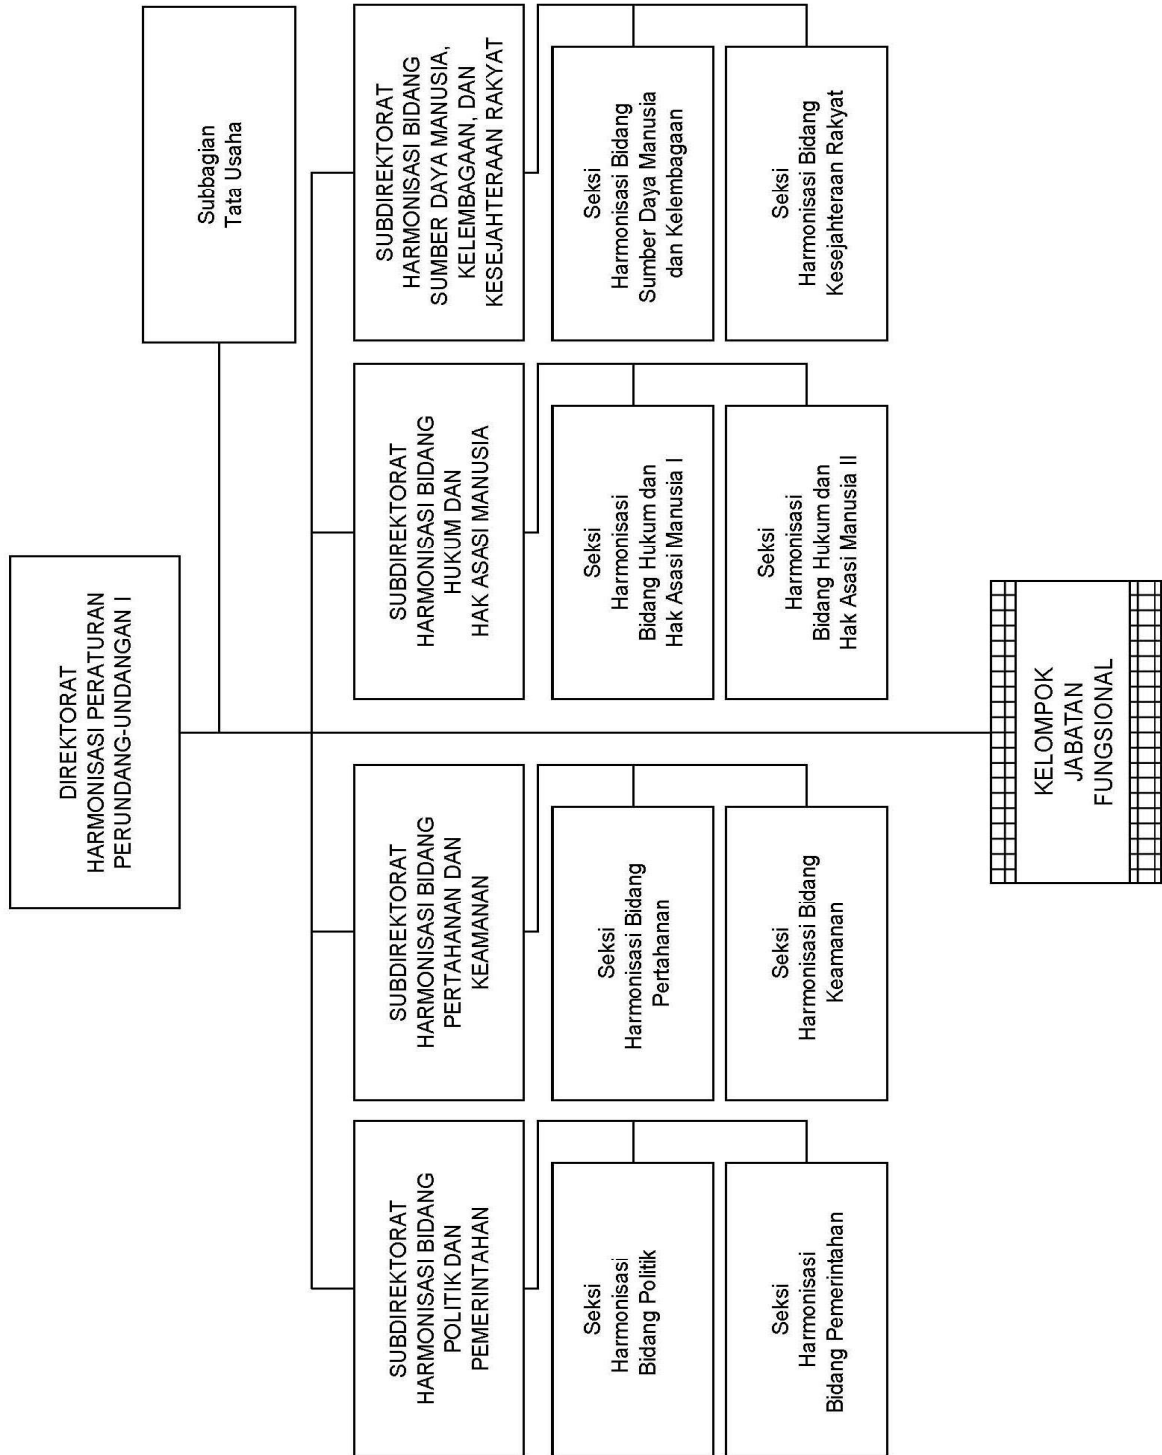 DIREKTORAT
HARMONISASI PERATURAN
PERUNDANG-UNDANGAN I
Subbagian
Tata Usaha
SUBDIREKTORAT
HARMONISASI BIDANG
POLITIK DAN
PEMERINTAHAN
SUBDIREKTORAT
HARMONISASI BIDANG
PERTAHANAN DAN
KEAMANAN
SUBDIREKTORAT
HARMONISASI BIDANG
HUKUM DAN
HAK ASASI MANUSIA
SUBDIREKTORAT
HARMONISASI BIDANG
SUMBER DAYA MANUSIA,
KELEMBAGAAN, DAN
KESEJAHTERAAN RAKYAT
Seksi
Harmonisasi
Bidang Politik
Seksi
Harmonisasi Bidang
Pertahanan
Seksi
Harmonisasi
Bidang Hukum dan
Hak Asasi Manusia I
Seksi
Harmonisasi Bidang
Sumber Daya Manusia
dan Kelembagaan
Seksi
Harmonisasi
Bidang Pemerintahan
Seksi
Harmonisasi Bidang
Keamanan
Seksi
Harmonisasi
Bidang Hukum dan
Hak Asasi Manusia II
Seksi
Harmonisasi Bidang
Kesejahteraan Rakyat
KELOMPOK
JABATAN
FUNGSIONAL